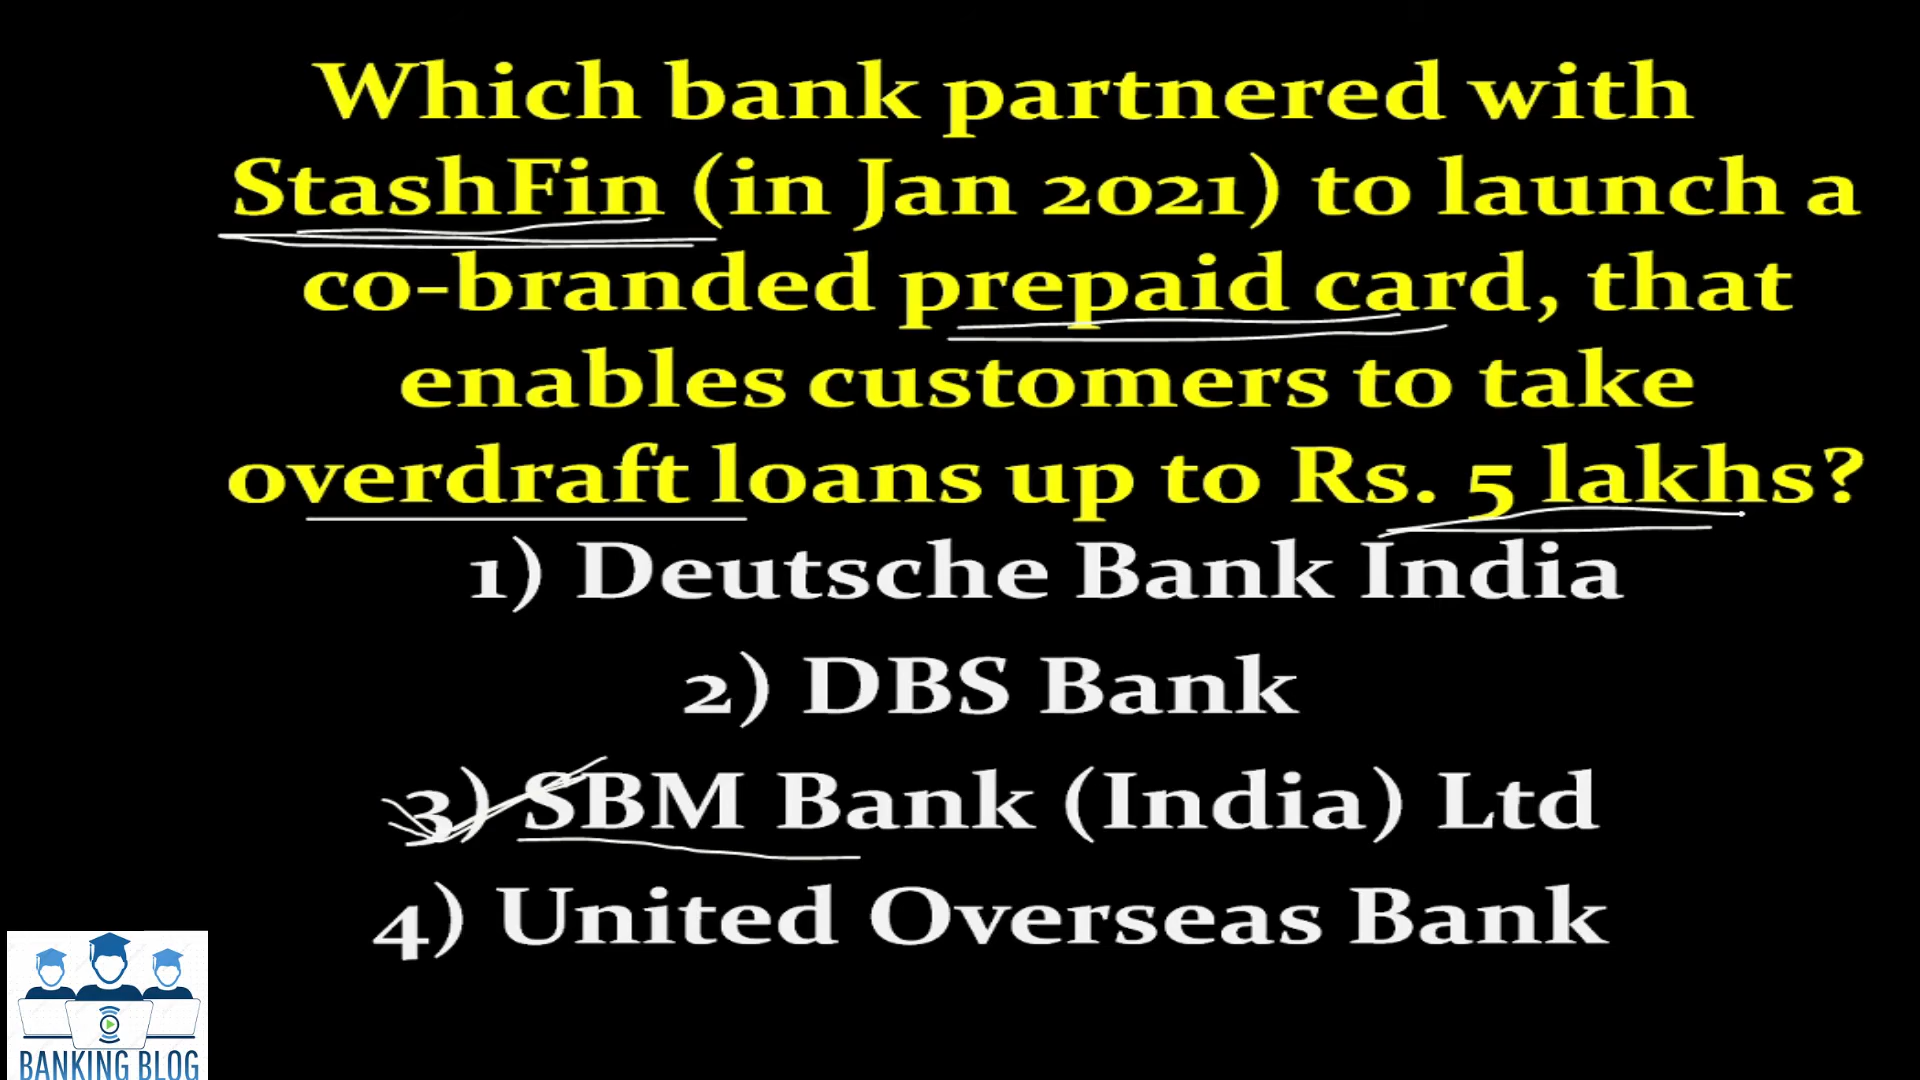 Which bank partnered with
StashFin (in Jan 2021) to launch a
co-branded prepaid card, that
enables customers to take
overdraft loans up to Rs. 5 lakhs?
1) Deutsche Bank India
2) DBS Bank
3) SBM Bank (India) Ltd
4) United Overseas Bank
BANKING BLOG